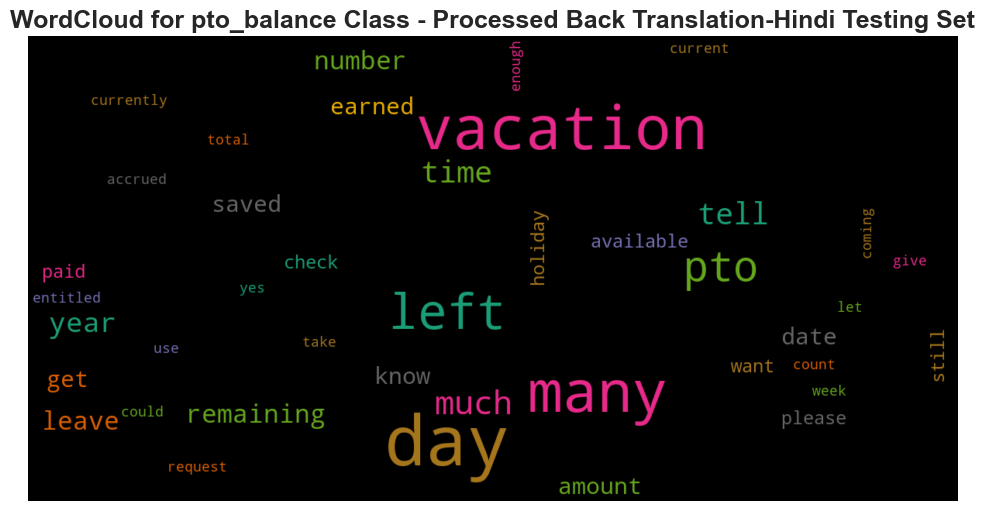 WordCloud for pto_balance Class - Processed Back Translation-Hindi Testing Set
number
enough
current
currently
earned
vacation
total
time
accrued
saved
tell
holiday
available
coming
check
pto
give
paid
yes
entitled
left
let
year
date
use
take
still
get
know
want
count
many
week
much
leave
could
remaining
please
day
request
amount